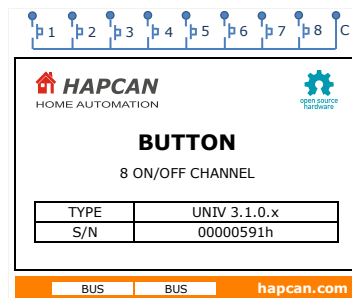 1 2 3 4 5 6 7 8 C
HAPCAN
HOME AUTOMATION
open source
hardware
BUTTON
8 ON/OFF CHANNEL
TYPE UNIV 3.1.0.x
S/N 00000591h
BUS BUS hapcan.com